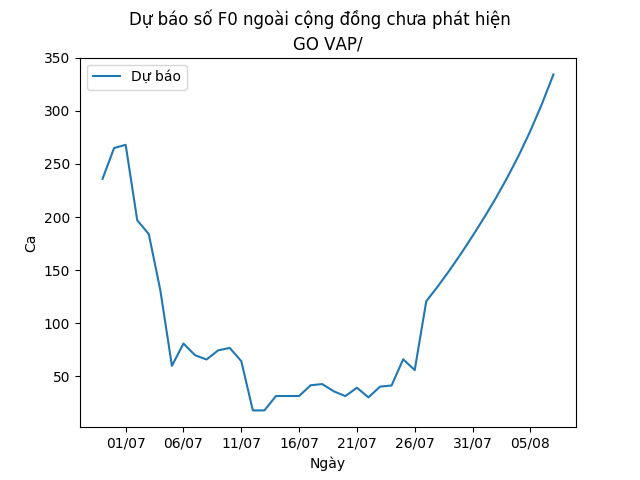 Dự báo số F0 ngoài cộng đồng chưa phát hiện
GO VAP/
Dự báo
350
300
250
200
150
100
50
Ca
01/07 06/07 11/07 16/07 21/07 26/07 31/07 05/08
Ngày